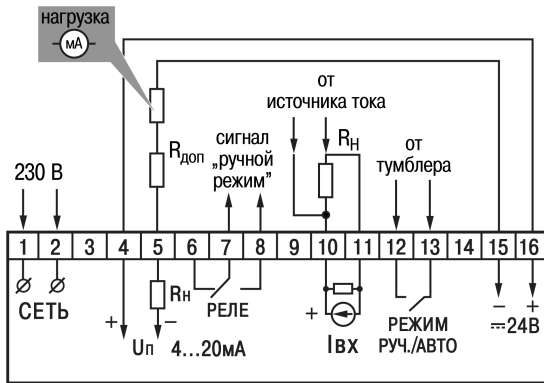 нагрузка
мА
от
источника тока
Rдоп
сигнал
„ручной
режим”
RН
от
тумблера
230 В
1 2 3 4 5 6 7 8 9 10 11 12 13 14 15 16
СЕТЬ
+
Uп
–
Rн
4...20мА
РЕЛЕ
+
Iвх
РЕЖИМ
РУЧ./АВТО
– +
24В